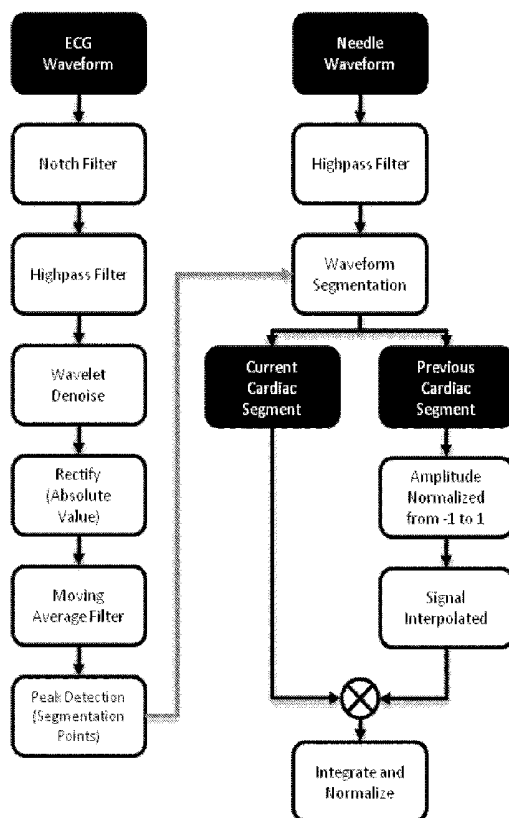 ECG
Waveform
Notch Filter
Highpass Filter
Wavelet
Denoise
Rectify
(Absolute
Value)
Moving
Average Filter
Peak Detection
(Segmentation
Points)
Needle
Waveform
Highpass Filter
Waveform
Segmentation
Current
Cardiac
Segment
Previous
Cardiac
Segment
Amplitude
Normalized
from -1 to 1
Signal
Interpolated
Integrate and
Normalize